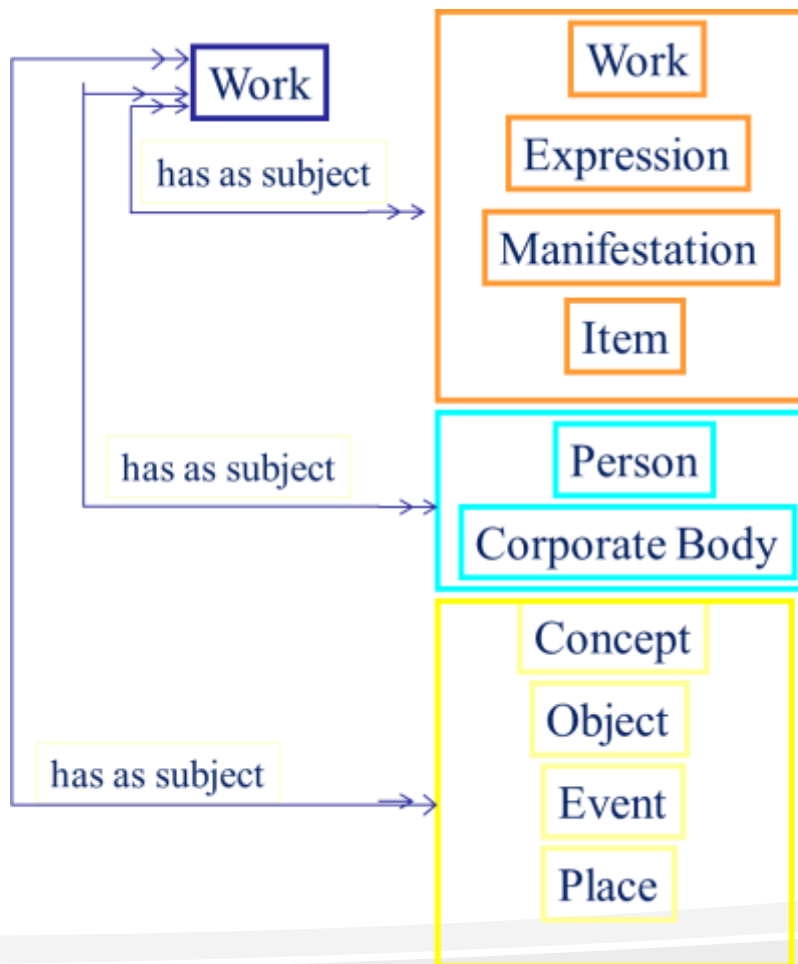 Work
has as subject
has as subject
has as subject
Work
Expression
Manifestation
Item
Person
Corporate Body
Concept
Object
Event
Place